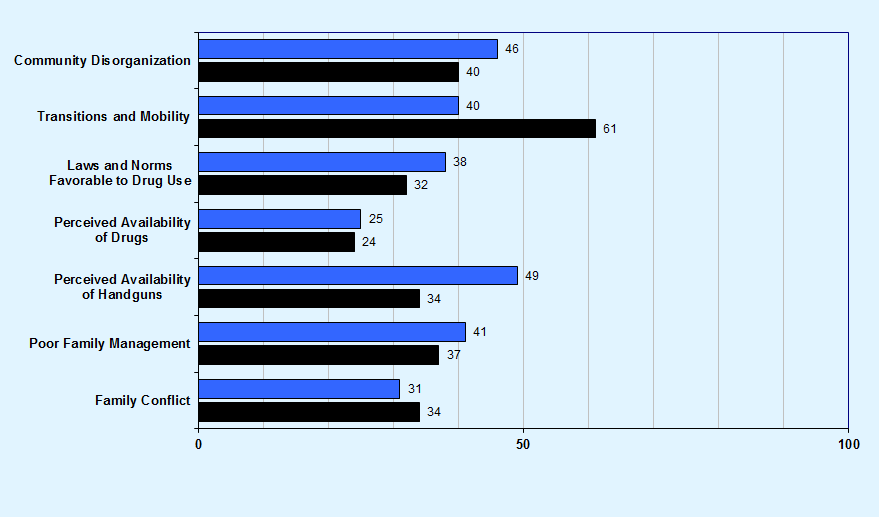 Community Disorganization
46
40
Transitions and Mobility
40
61
Laws and Norms
Favorable to Drug Use
38
32
Perceived Availability
of Drugs
25
24
Perceived Availability
of Handguns
49
34
Poor Family Management
41
37
Family Conflict
31
34
0 50 100